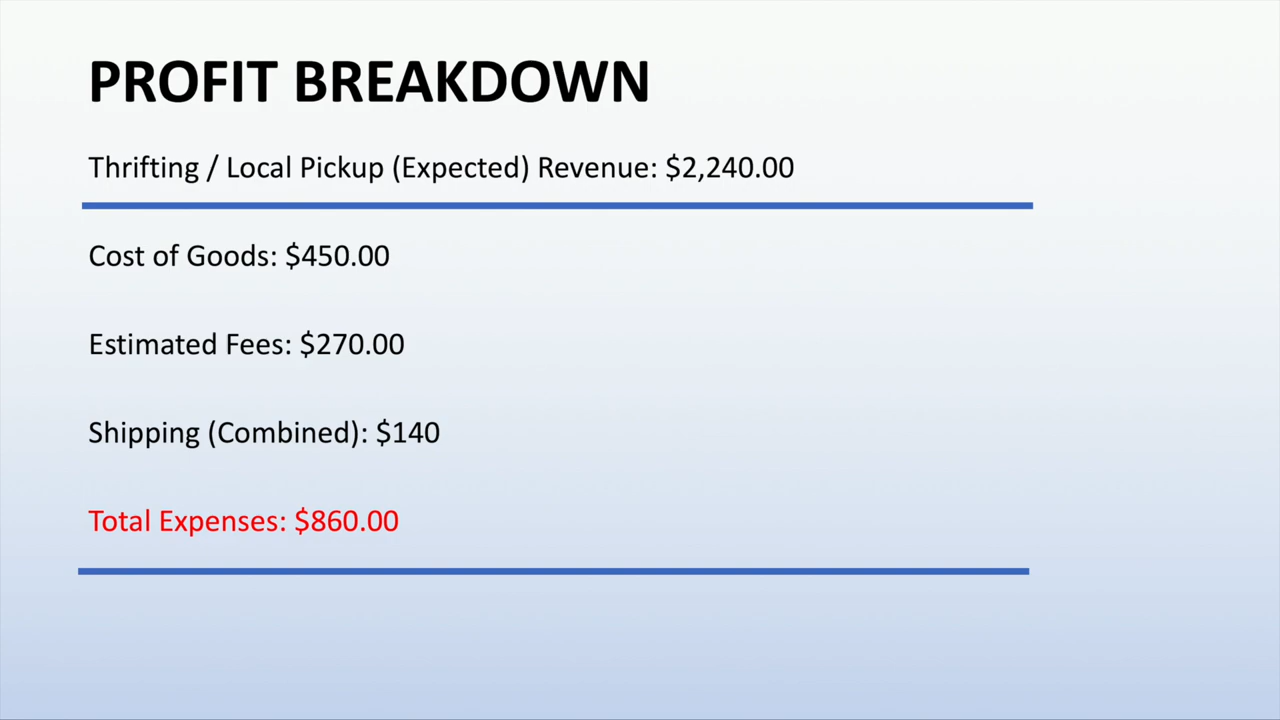 PROFIT BREAKDOWN
Thrifting / Local Pickup (Expected) Revenue: $2,240.00
Cost of Goods: $450.00
Estimated Fees: $270.00
Shipping (Combined): $140
Total Expenses: $860.00